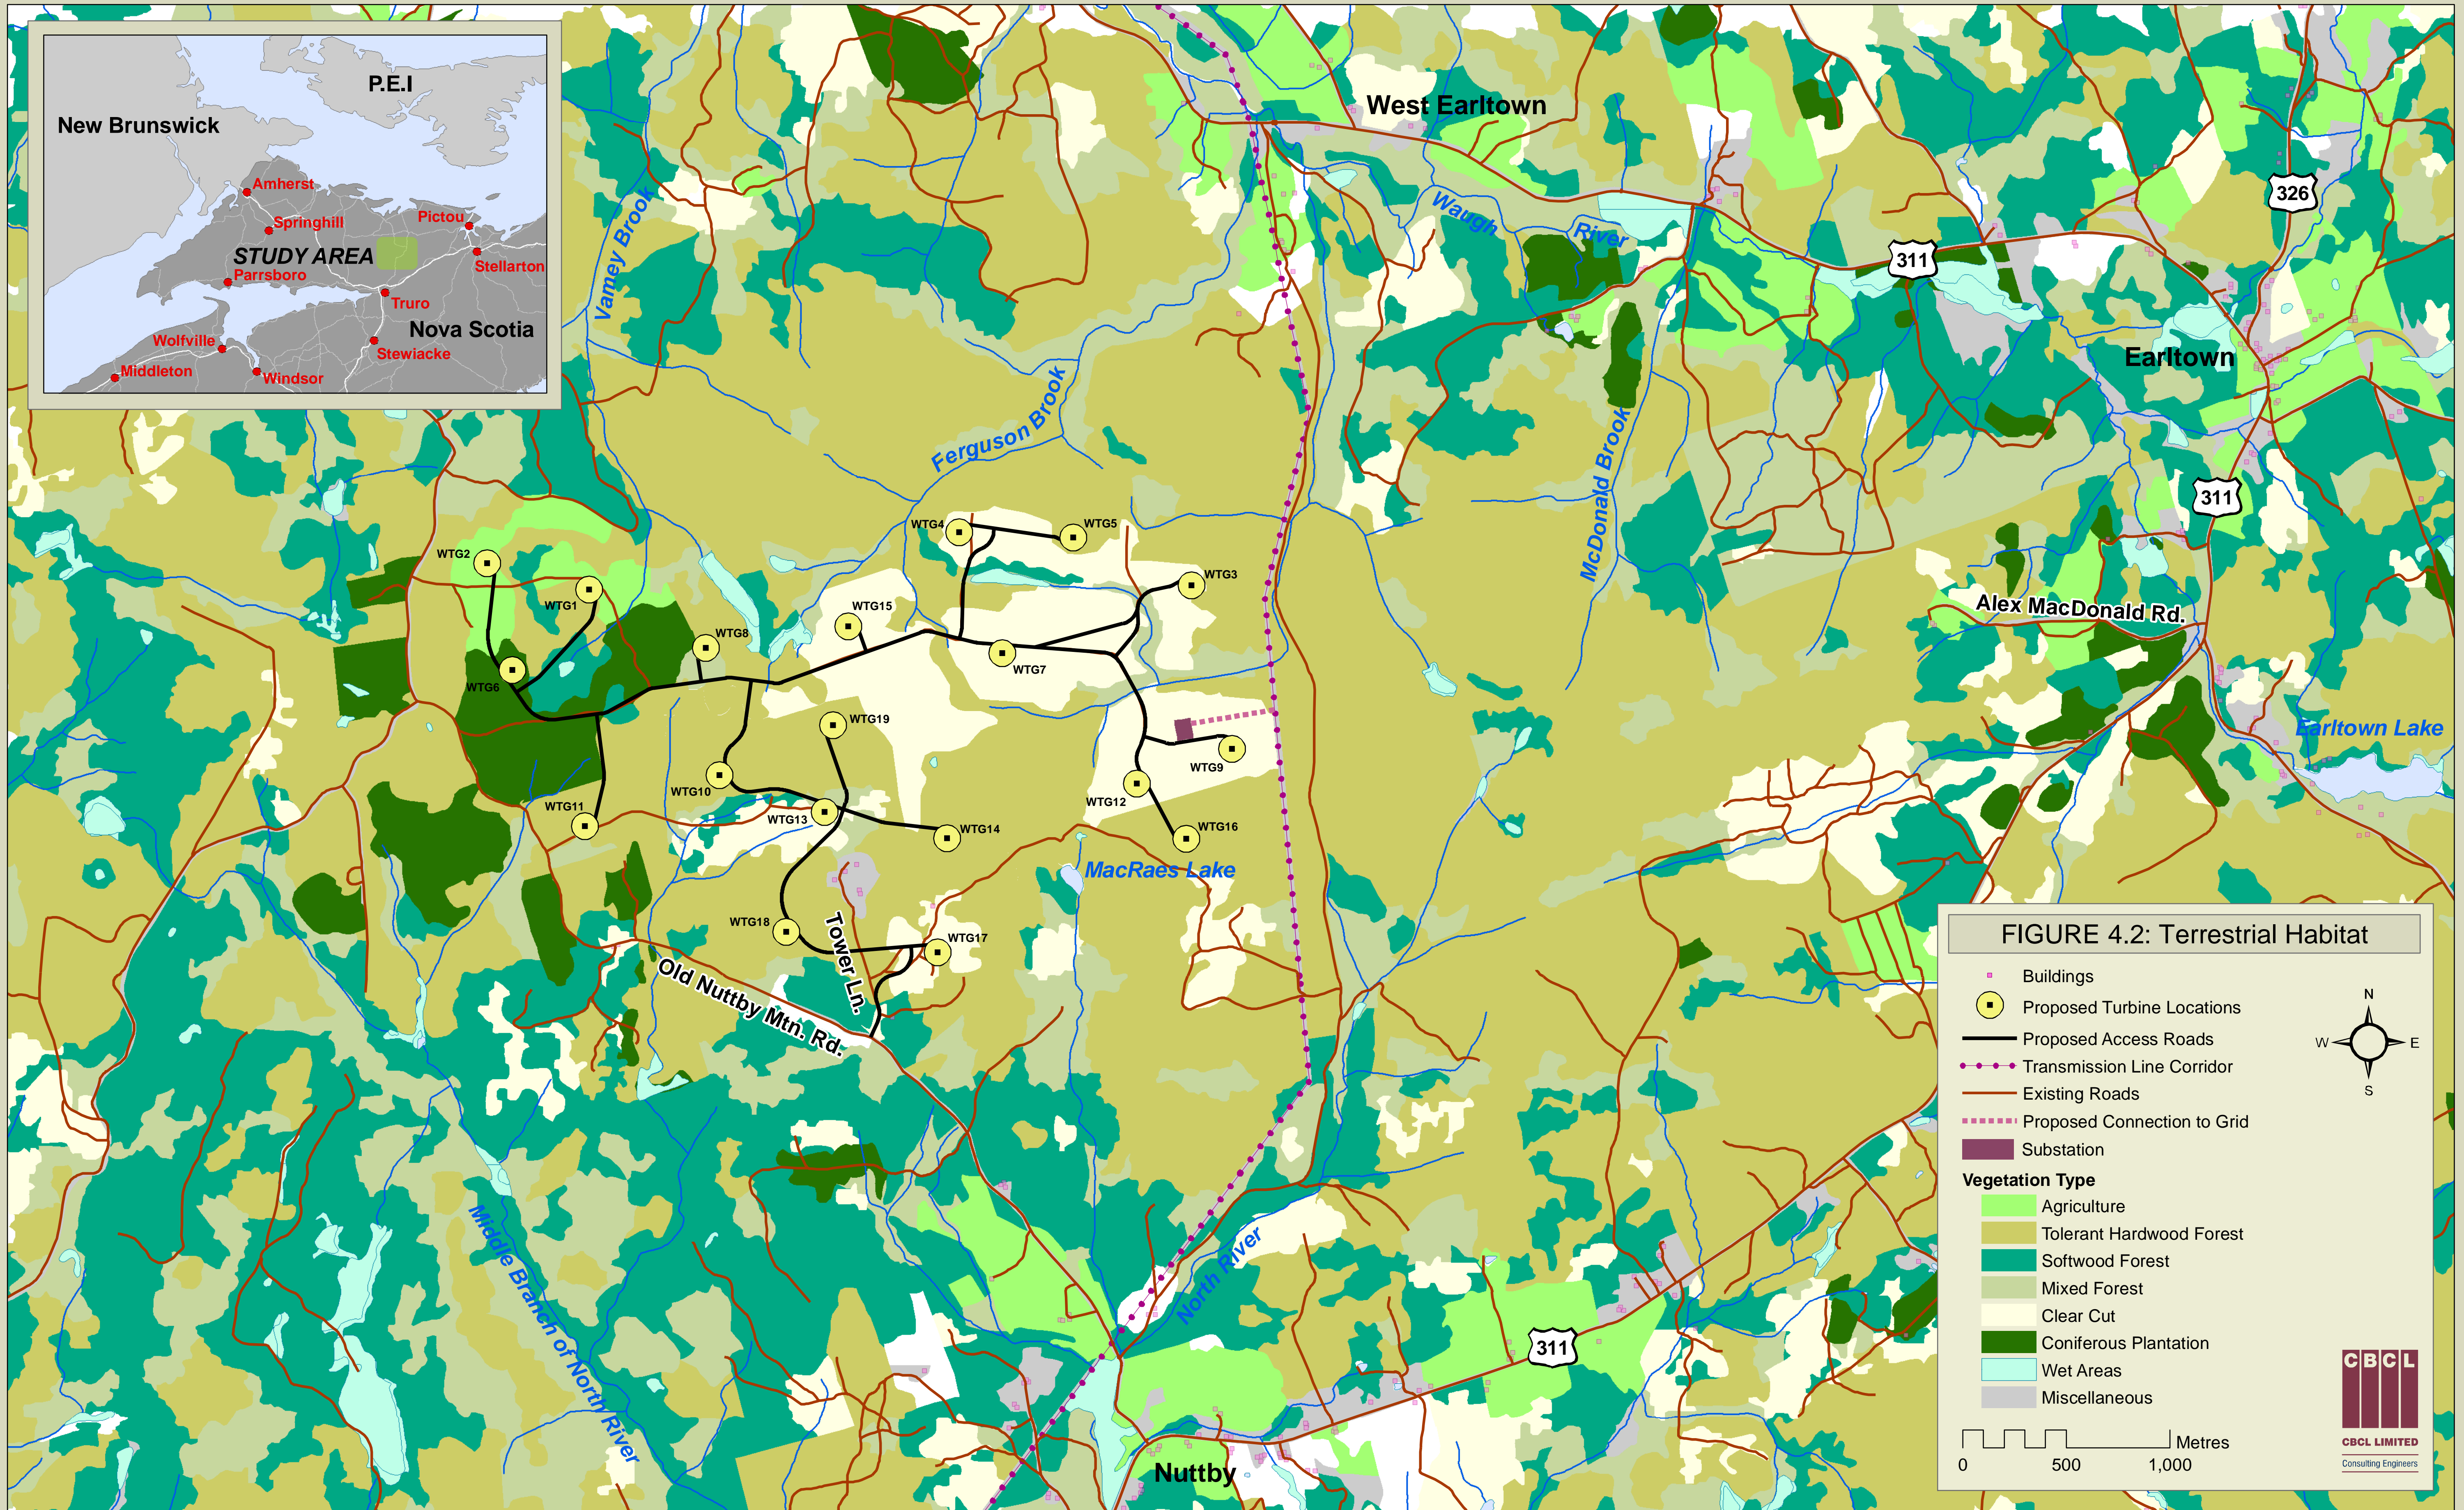 P.E.I
New Brunswick
Amherst
Springhill
Pictou
STUDY AREA
Stellarton
Parrsboro
Truro
Nova Scotia
Wolfville
Stewiacke
Middleton
Windsor
West Earltown
326
Vamey Brook
Waugh
River
311
Earltown
Ferguson Brook
McDonald Brook
311
WTG4
WTG5
WTG2
WTG3
WTG1
WTG15
Alex MacDonald Rd.
WTG8
WTG7
WTG6
WTG19
Earltown Lake
WTG9
WTG10
WTG12
WTG11
WTG13
WTG14
WTG16
MacRaes Lake
WTG18
Tower Ln.
WTG17
Old Nuttby Mtn. Rd.
Middle Branch of North River
North River
311
Nuttby
FIGURE 4.2: Terrestrial Habitat
Buildings
Proposed Turbine Locations
Proposed Access Roads
Transmission Line Corridor
Existing Roads
Proposed Connection to Grid
Substation
N
W
E
S
Vegetation Type
Agriculture
Tolerant Hardwood Forest
Softwood Forest
Mixed Forest
Clear Cut
Coniferous Plantation
Wet Areas
Miscellaneous
Metres
0 500 1,000
CBCL
CBCL LIMITED
Consulting Engineers